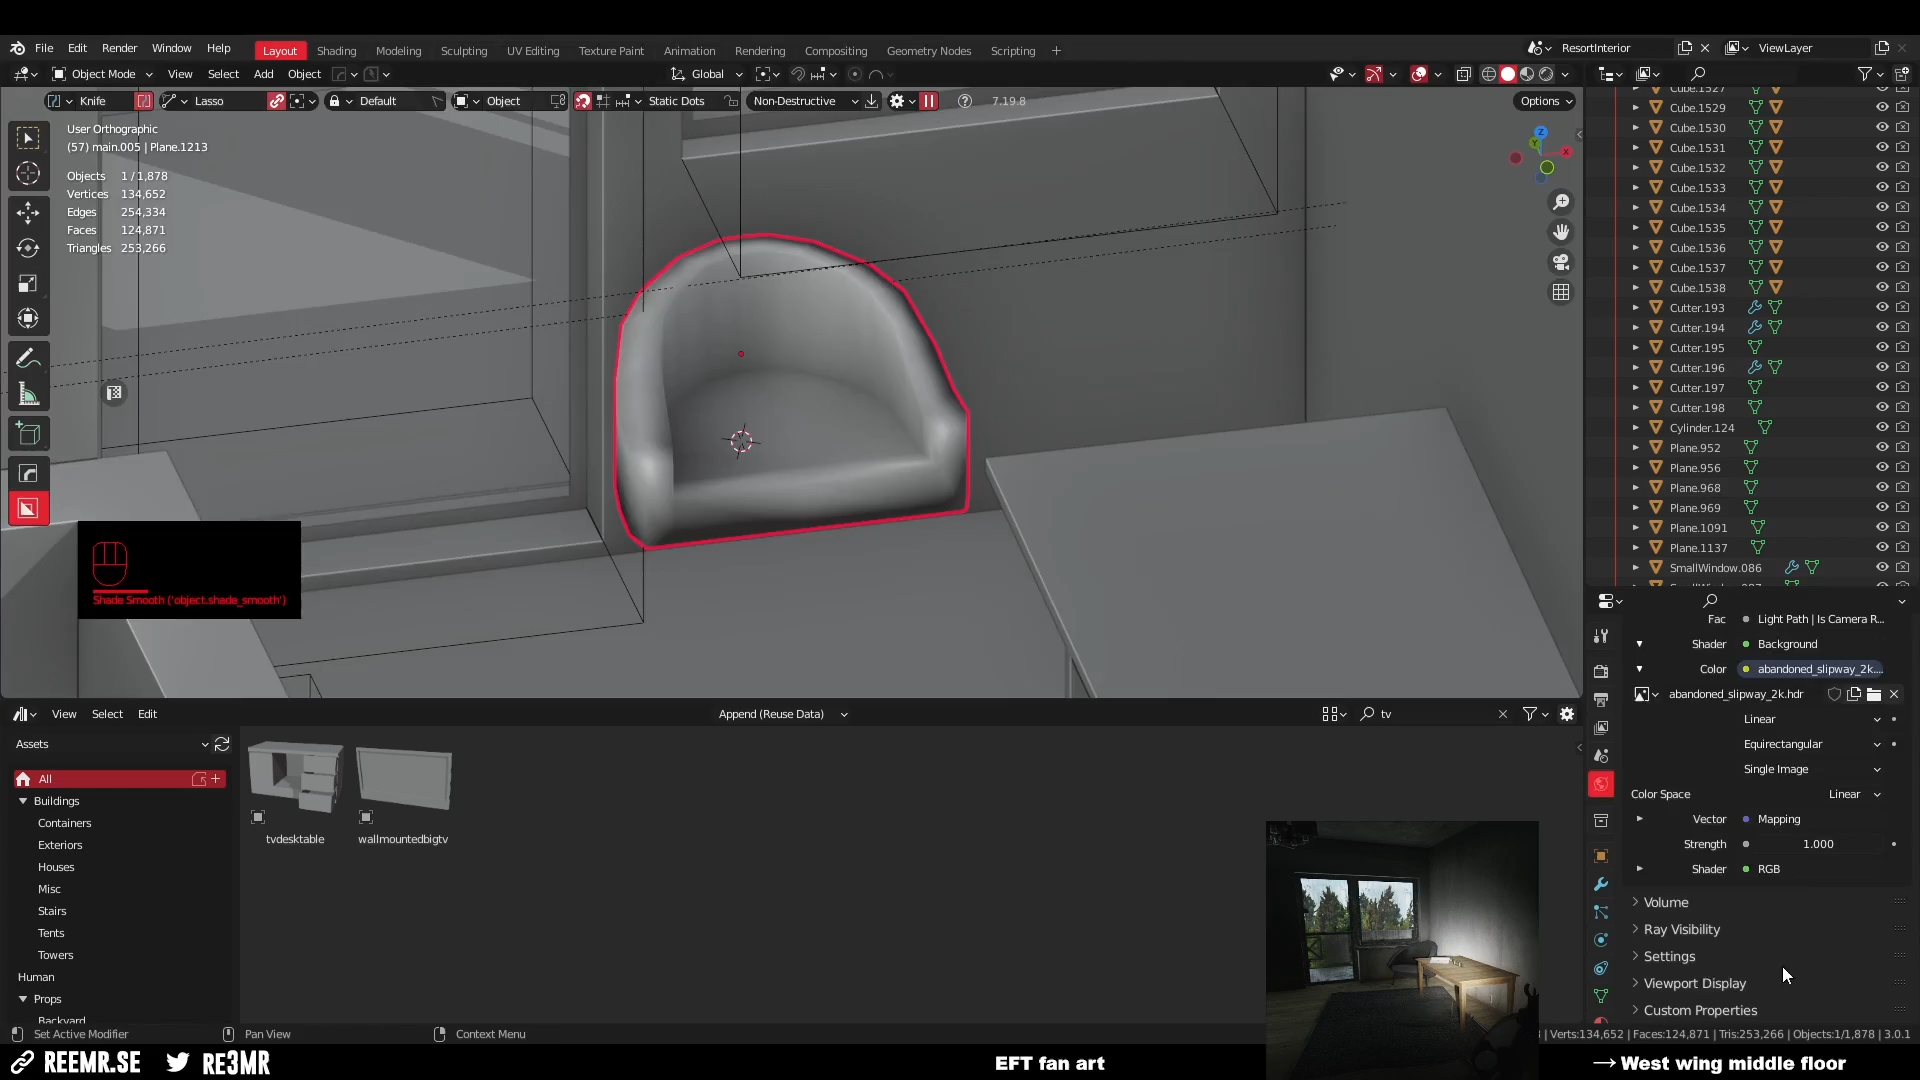 File Edit Render Window Help
Layout Shading Modeling Sculpting UV Editing Texture Paint Animation Rendering Compositing Geometry Nodes Scripting +
ResortInterior
ViewLayer
Object Mode View Select Add Object
Global
Knife Lasso Default Object Static Dots Non-Destructive 7.19.8
Options
User Orthographic
(57) main.005 | Plane.1213
Objects 1 / 1,878
Vertices 134,652
Edges 254,334
Faces 124,871
Triangles 253,266
Z
Y
X
Shade Smooth ('object.shade_smooth')
Cube.1527
Cube.1529
Cube.1530
Cube.1531
Cube.1532
Cube.1533
Cube.1534
Cube.1535
Cube.1536
Cube.1537
Cube.1538
Cutter.193
Cutter.194
Cutter.195
Cutter.196
Cutter.197
Cutter.198
Cylinder.124
Plane.952
Plane.956
Plane.968
Plane.969
Plane.1091
Plane.1137
SmallWindow.086
Fac Light Path | Is Camera R...
Shader Background
Color abandoned_slipway_2k....
abandoned_slipway_2k.hdr
Linear
Equirectangular
Single Image
Color Space Linear
Vector Mapping
Strength 1.000
Shader RGB
Volume
Ray Visibility
Settings
Viewport Display
Custom Properties
View Select Edit
Append (Reuse Data)
tv
Assets
All
Buildings
Containers
Exteriors
Houses
Misc
Stairs
Tents
Towers
Human
Props
Backyard
tvdesktable
wallmountedbigtv
Set Active Modifier
Pan View
Context Menu
| Verts:134,652 | Faces:124,871 | Tris:253,266 | Objects:1/1,878 | 3.0.1
REEMR.SE RE3MR
EFT fan art
→ West wing middle floor